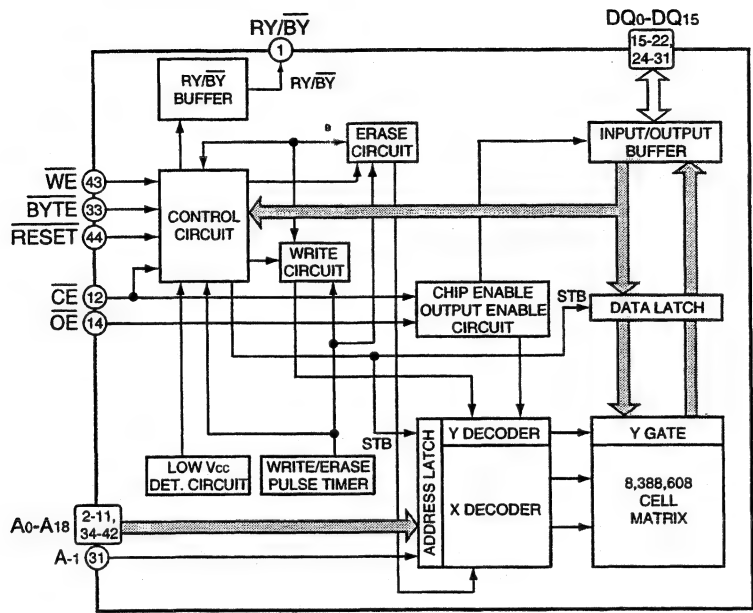 DQ0-DQ15
RY/BY
1
15-22,
24-31
RY/BY
BUFFER
RY/BY
B
ERASE
CIRCUIT
INPUT/OUTPUT
BUFFER
WE 43
BYTE 33
RESET 44
CONTROL
CIRCUIT
WRITE
CIRCUIT
CE 12
OE 14
CHIP ENABLE
OUTPUT ENABLE
CIRCUIT
STB
DATA LATCH
STB
ADDRESS LATCH
Y DECODER
Y GATE
LOW Vcc
DET. CIRCUIT
WRITE/ERASE
PULSE TIMER
X DECODER
8,388,608
CELL
MATRIX
A0-A18
2-11,
34-42
A-1 31